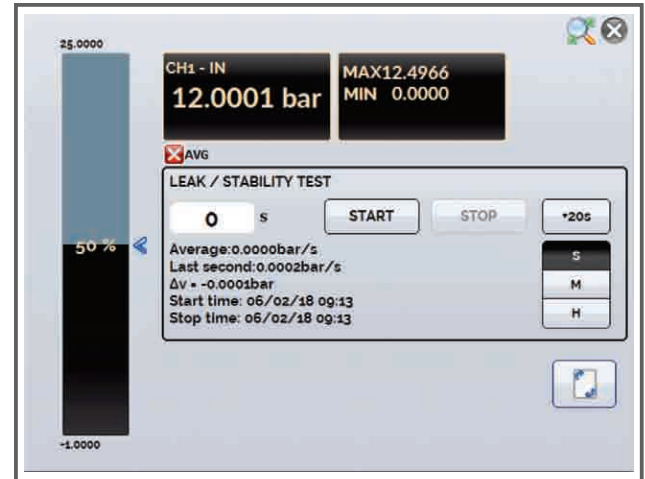 25.0000
CH1 - IN
12.0001 bar
MAX12.4966
MIN 0.0000
AVG
LEAK / STABILITY TEST
0 s START STOP +20s
50 %
Average:0.0000bar/s
Last second:0.0002bar/s
Δv = -0.0001bar
Start time: 06/02/18 09:13
Stop time: 06/02/18 09:13
S
M
H
-1.0000